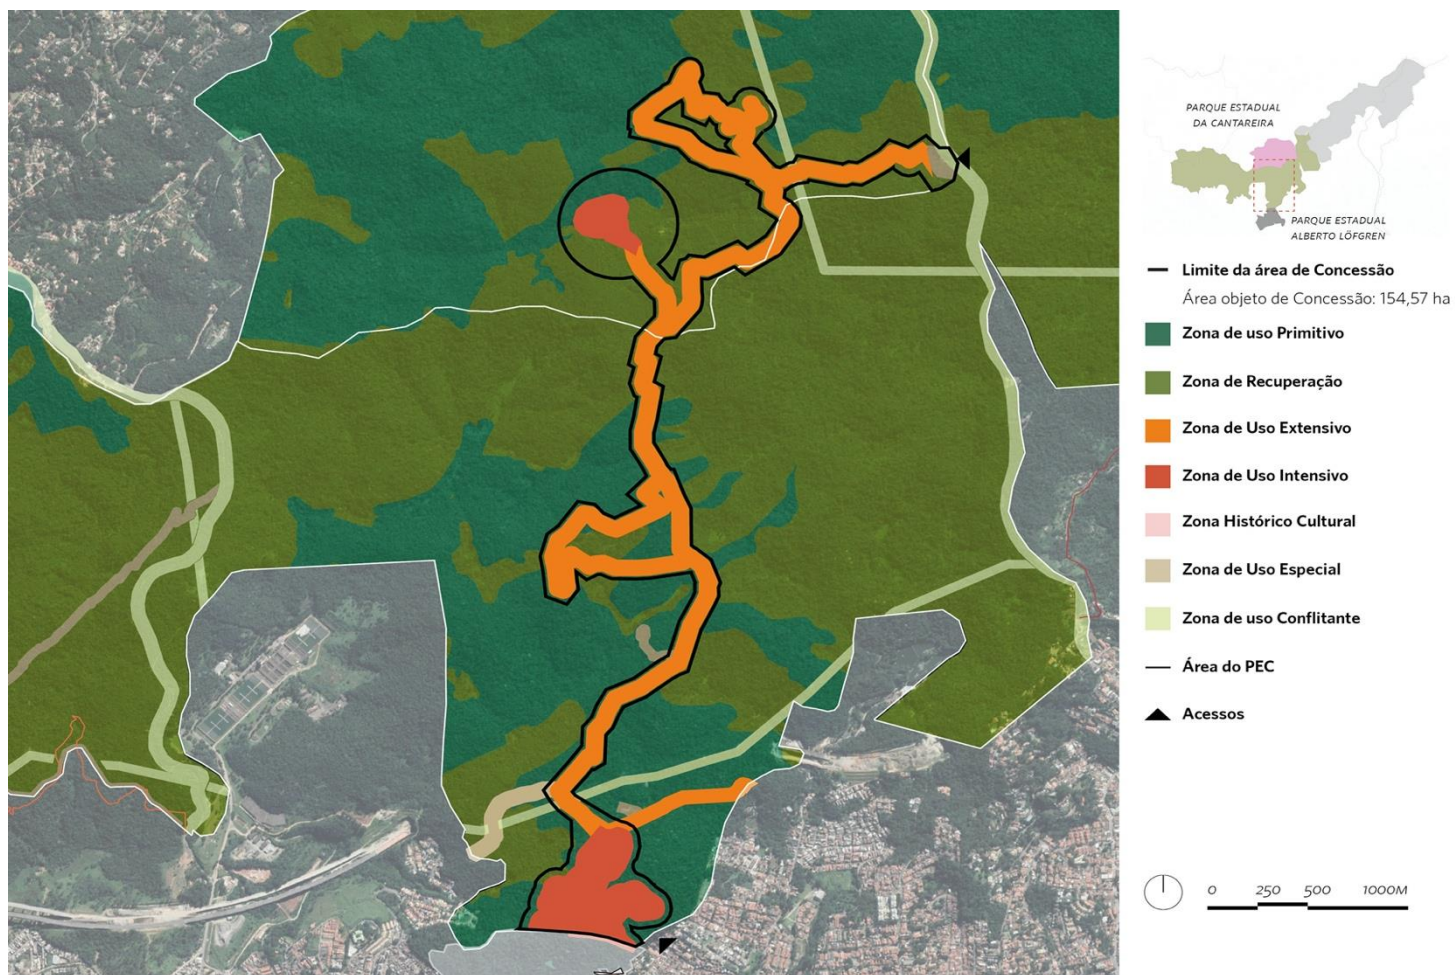 PARQUE ESTADUAL
DA CANTAREIRA
PARQUE ESTADUAL
ALBERTO LÖFGREN
Limite da área de Concessão
Área objeto de Concessão: 154,57 ha
Zona de uso Primitivo
Zona de Recuperação
Zona de Uso Extensivo
Zona de Uso Intensivo
Zona Histórico Cultural
Zona de Uso Especial
Zona de uso Conflitante
Área do PEC
Acessos
0 250 500 1000M